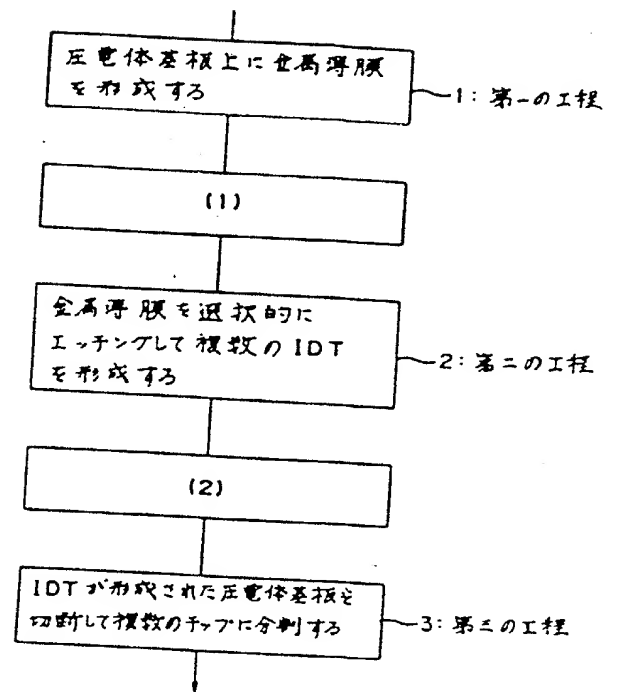 圧電体基板上に金属薄膜
を形成する
1:第一の工程
(1)
金属薄膜を選択的に
エッチングして複数のIDT
を形成する
2:第二の工程
(2)
IDTが形成された圧電体基板を
切断して複数のチップに分割する
3:第三の工程